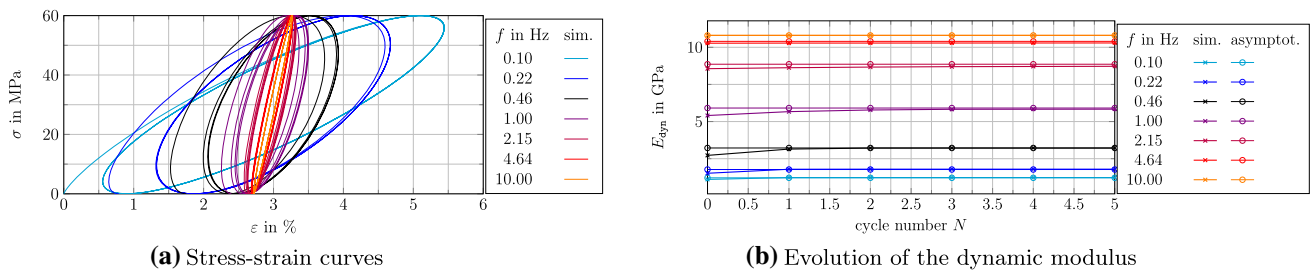 60
40
20
0
σ in MPa
0 1 2 3 4 5 6
ε in %
f in Hz sim.
0.10
0.22
0.46
1.00
2.15
4.64
10.00
(a) Stress-strain curves
10
5
E_dyn in GPa
0 0.5 1 1.5 2 2.5 3 3.5 4 4.5 5
cycle number N
f in Hz sim. asymptot.
0.10
0.22
0.46
1.00
2.15
4.64
10.00
(b) Evolution of the dynamic modulus